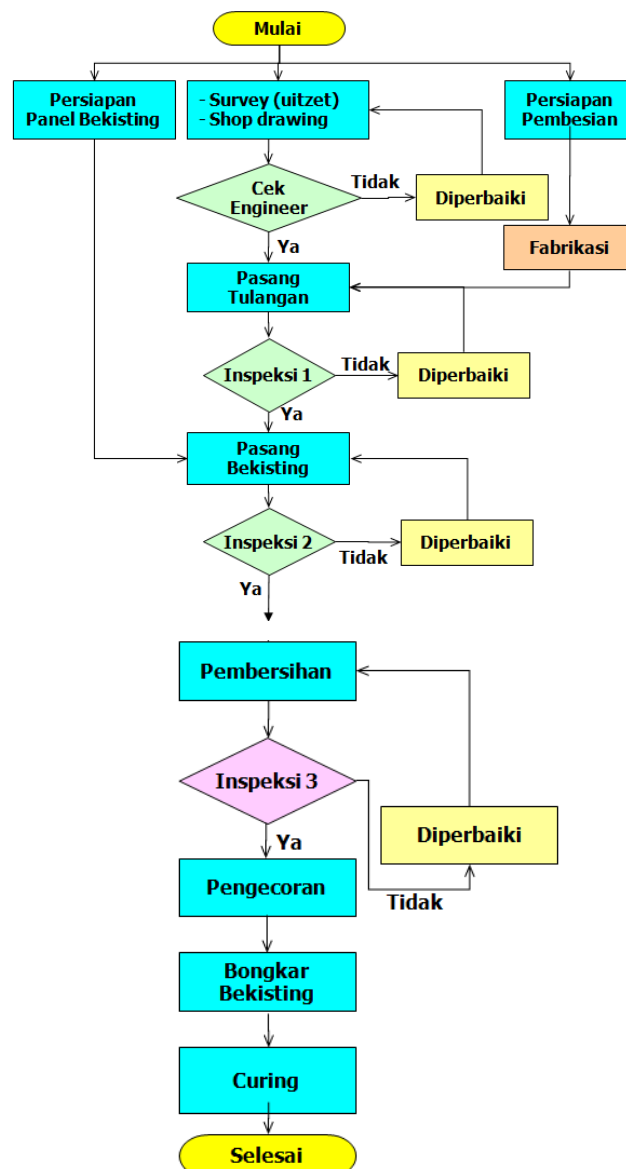 Mulai
Persiapan
Panel Bekisting
- Survey (uitzet)
- Shop drawing
Persiapan
Pembesian
Cek
Engineer
Tidak
Diperbaiki
Ya
Fabrikasi
Pasang
Tulangan
Inspeksi 1
Tidak
Diperbaiki
Ya
Pasang
Bekisting
Inspeksi 2
Tidak
Diperbaiki
Ya
Pembersihan
Inspeksi 3
Diperbaiki
Ya
Tidak
Pengecoran
Bongkar
Bekisting
Curing
Selesai